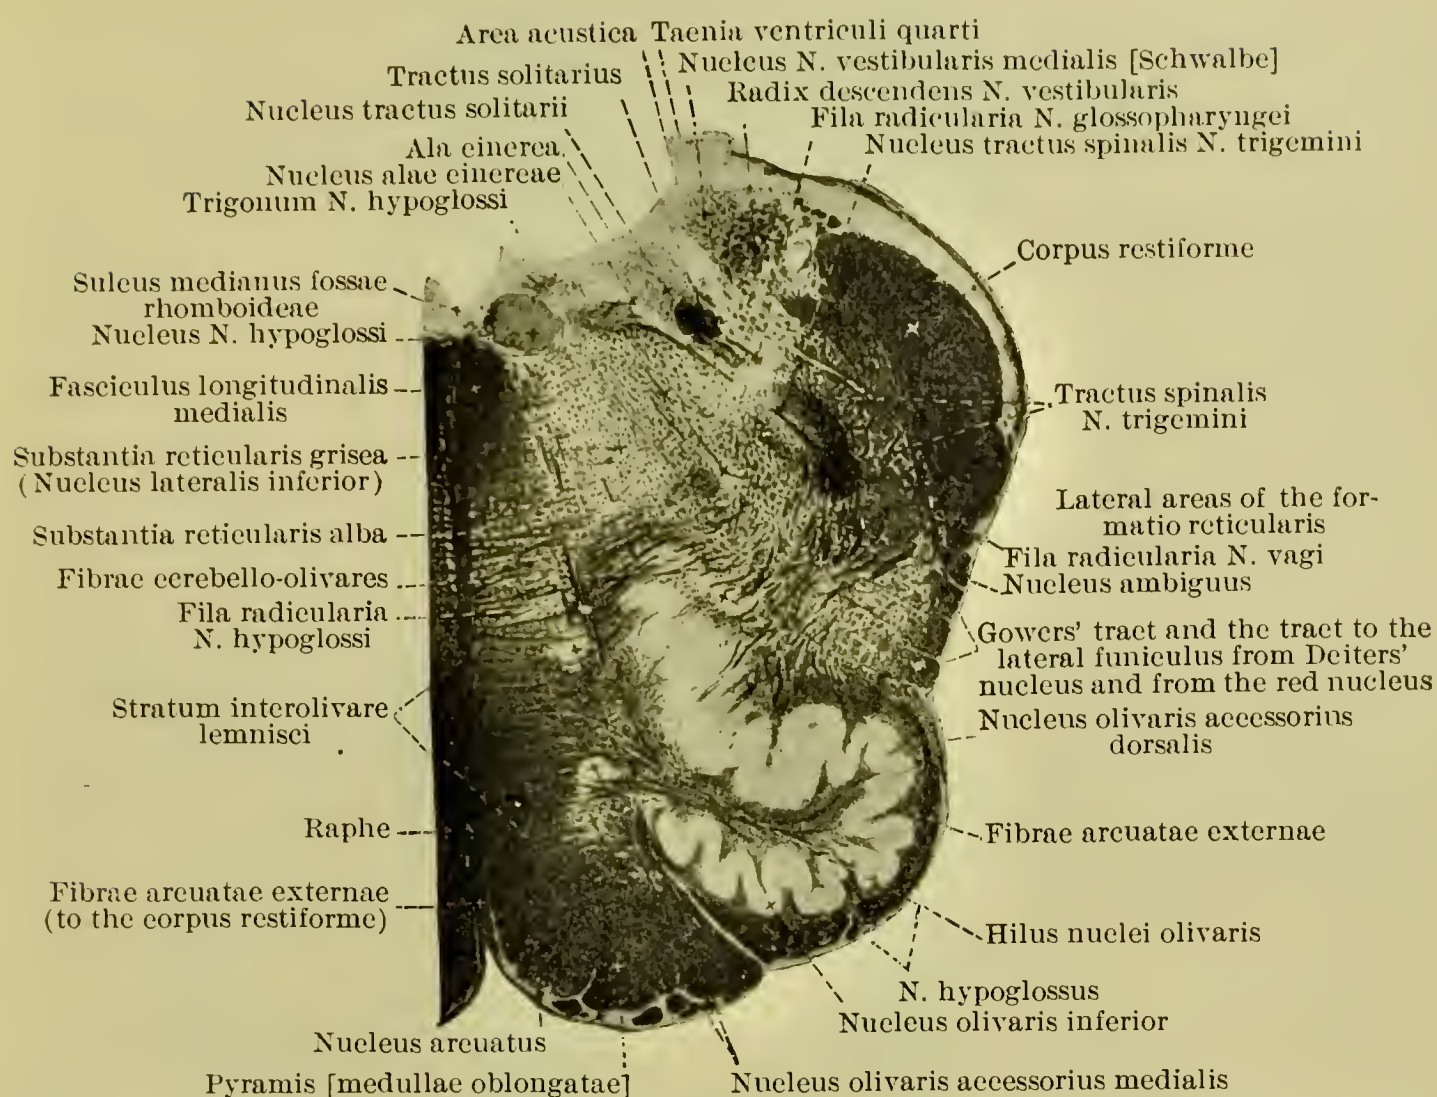 Area acustica
Taenia ventriculi quarti
Nucleus N. vestibularis medialis [Schwalbe]
Tractus solitarius
Radix descendens N. vestibularis
Nucleus tractus solitarii
Fila radicularia N. glossopharyngei
Nucleus tractus spinalis N. trigemini
Ala cinerea
Nucleus alae cinereae
Trigonum N. hypoglossi
Corpus restiforme
Sulcus medianus fossae
rhomboideae
Nucleus N. hypoglossi
Fasciculus longitudinalis
medialis
Tractus spinalis
N. trigemini
Substantia reticularis grisea
(Nucleus lateralis inferior)
Lateral areas of the for-
matio reticularis
Substantia reticularis alba
Fila radicularia N. vagi
Fibrae cerebello-olivares
Nucleus ambiguus
Fila radicularia
N. hypoglossi
Gowers' tract and the tract to the
lateral funiculus from Deiters'
nucleus and from the red nucleus
Stratum interolivare
lemnisci
Nucleus olivaris accessorius
dorsalis
Raphe
Fibrae arcuatae externae
Fibrae arcuatae externae
(to the corpus restiforme)
Hilus nuclei olivaris
N. hypoglossus
Nucleus olivaris inferior
Nucleus arcuatus
Pyramis [medullae oblongatae]
Nucleus olivaris accessorius medialis